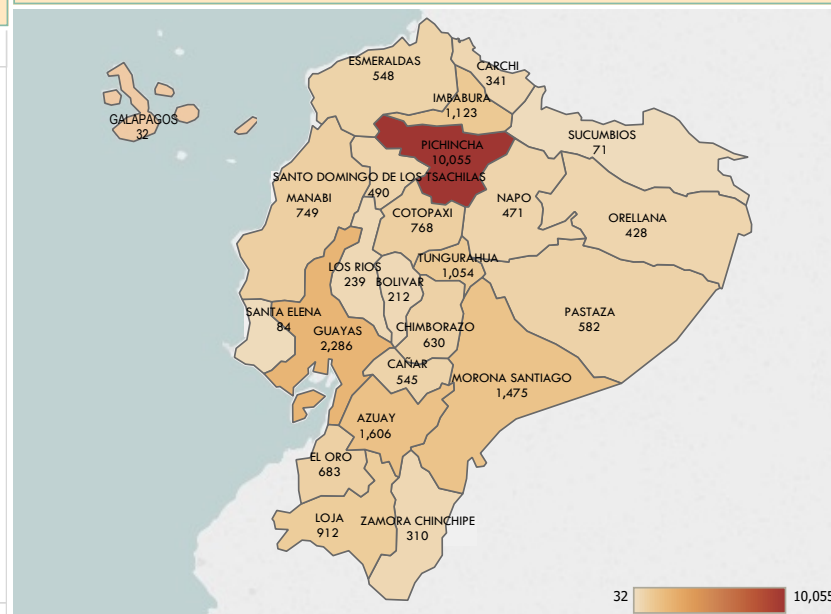 ESMERALDAS
548
CARCHI
341
IMBABURA
1,123
GALAPAGOS
32
SUCUMBIOS
71
PICHINCHA
10,055
SANTO DOMINGO DE LOS TSACHILAS
490
MANABI
749
NAPO
471
COTOPAXI
768
ORELLANA
428
TUNGURAHUA
1,054
LOS RIOS
239
BOLIVAR
212
SANTA ELENA
84
PASTAZA
582
GUAYAS
2,286
CHIMBORAZO
630
CAÑAR
545
MORONA SANTIAGO
1,475
AZUAY
1,606
EL ORO
683
LOJA
912
ZAMORA CHINCHIPE
310
32
10,055